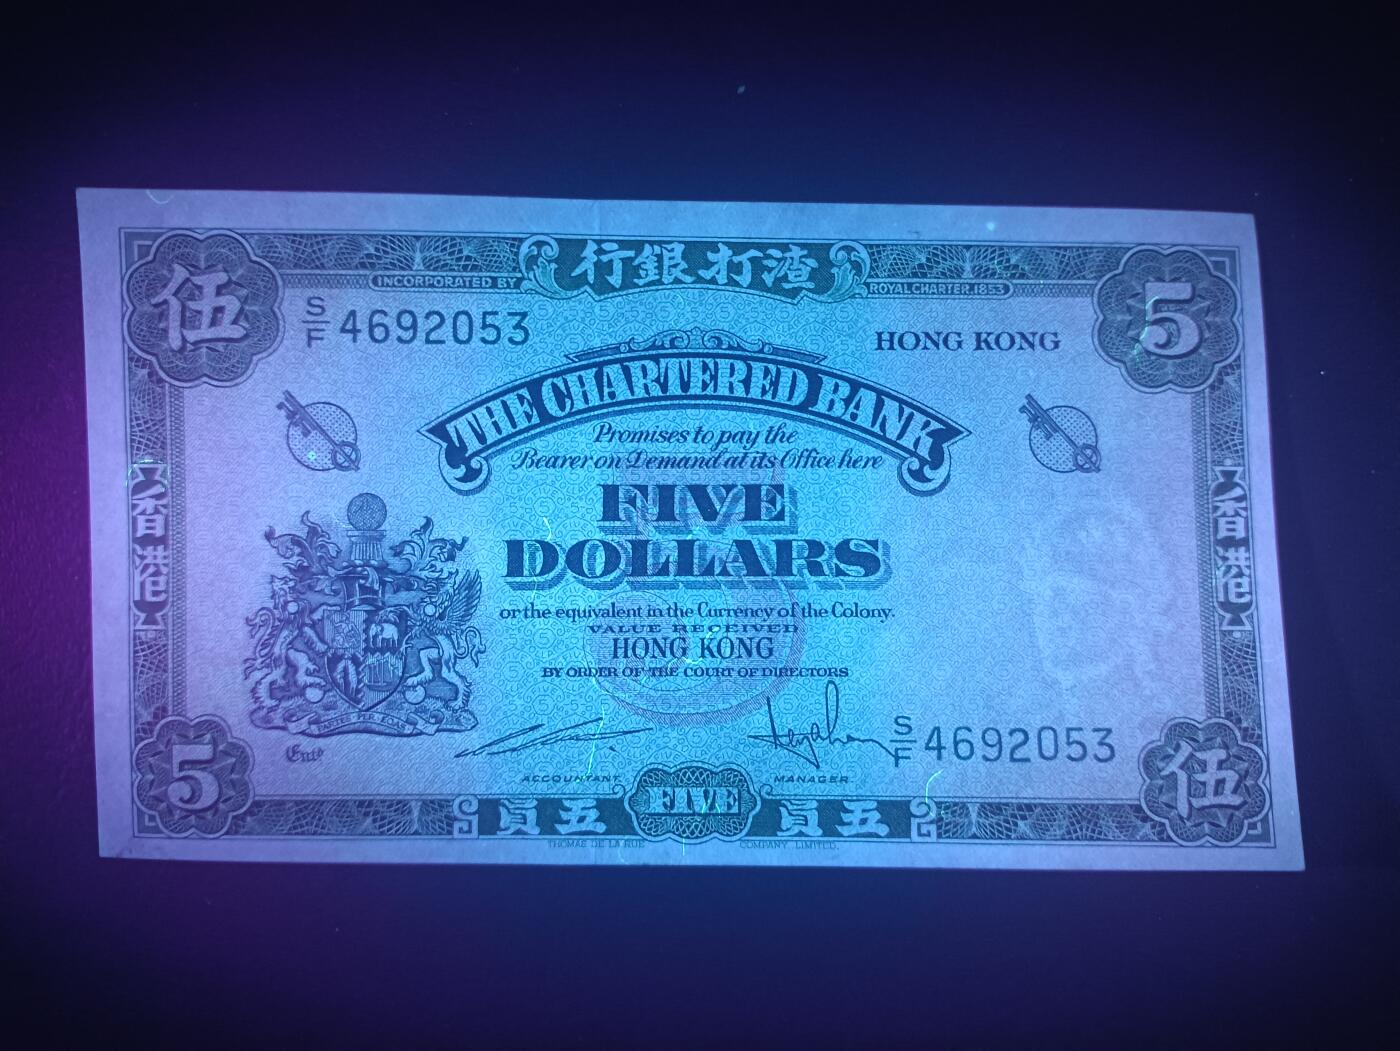 行銀打渣
INCORPORATED BY
ROYAL CHARTER.1853
伍
5
S/F 4692053
HONG KONG
THE CHARTERED BANK
Promises to pay the
Bearer on Demand at its Office here
FIVE
DOLLARS
or the equivalent in the Currency of the Colony.
VALUE RECEIVED
HONG KONG
BY ORDER OF THE COURT OF DIRECTORS
香港
香港
S/F 4692053
ACCOUNTANT
MANAGER
5
員五
FIVE
員五
伍
THOMAS DE LA RUE
COMPANY, LIMITED.